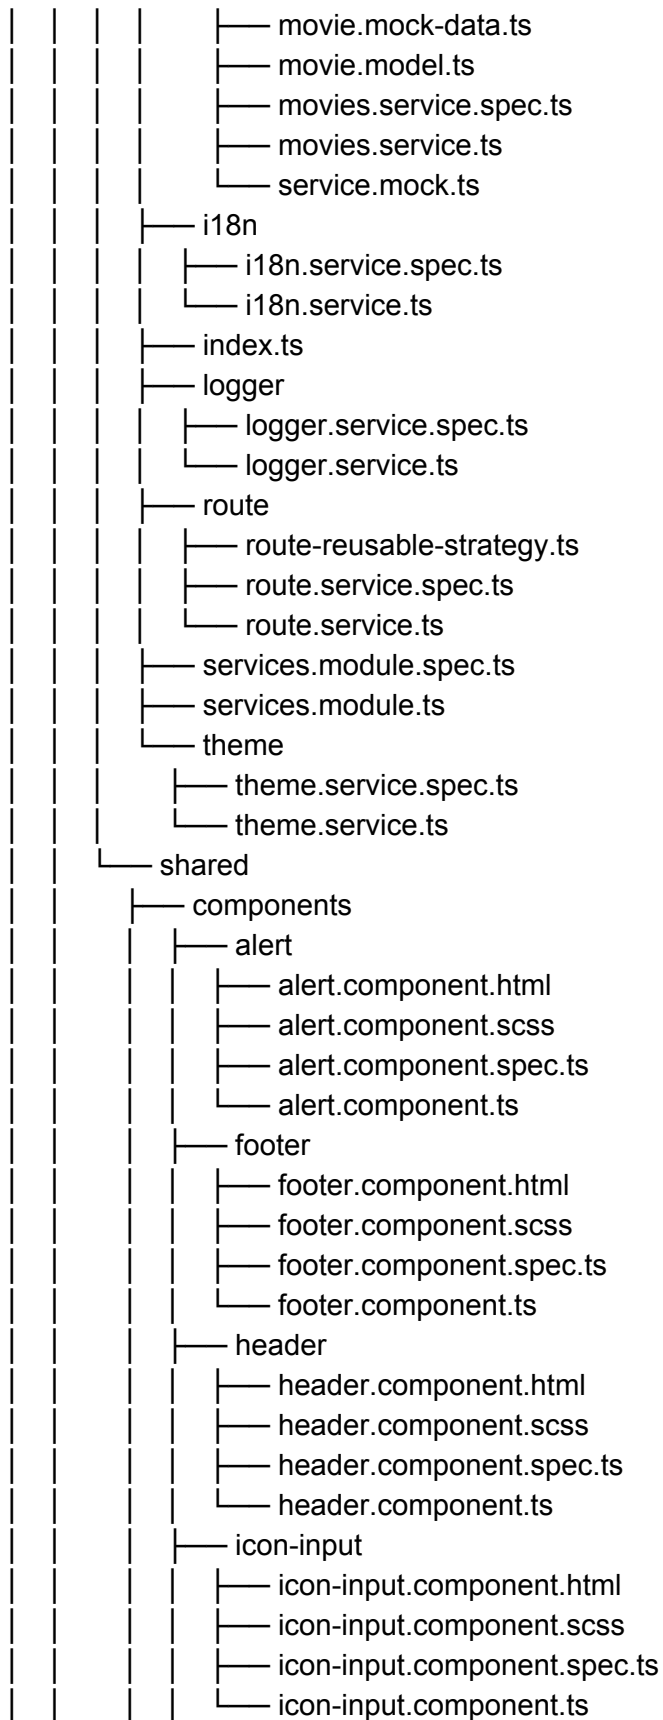 │ │ │ │ ├── movie.mock-data.ts
│ │ │ │ ├── movie.model.ts
│ │ │ │ ├── movies.service.spec.ts
│ │ │ │ ├── movies.service.ts
│ │ │ │ └── service.mock.ts
│ │ │ ├── i18n
│ │ │ │ ├── i18n.service.spec.ts
│ │ │ │ └── i18n.service.ts
│ │ │ ├── index.ts
│ │ │ ├── logger
│ │ │ │ ├── logger.service.spec.ts
│ │ │ │ └── logger.service.ts
│ │ │ ├── route
│ │ │ │ ├── route-reusable-strategy.ts
│ │ │ │ ├── route.service.spec.ts
│ │ │ │ └── route.service.ts
│ │ │ ├── services.module.spec.ts
│ │ │ ├── services.module.ts
│ │ │ └── theme
│ │ │ ├── theme.service.spec.ts
│ │ │ └── theme.service.ts
│ │ └── shared
│ │ ├── components
│ │ │ ├── alert
│ │ │ │ ├── alert.component.html
│ │ │ │ ├── alert.component.scss
│ │ │ │ ├── alert.component.spec.ts
│ │ │ │ └── alert.component.ts
│ │ │ ├── footer
│ │ │ │ ├── footer.component.html
│ │ │ │ ├── footer.component.scss
│ │ │ │ ├── footer.component.spec.ts
│ │ │ │ └── footer.component.ts
│ │ │ ├── header
│ │ │ │ ├── header.component.html
│ │ │ │ ├── header.component.scss
│ │ │ │ ├── header.component.spec.ts
│ │ │ │ └── header.component.ts
│ │ │ ├── icon-input
│ │ │ │ ├── icon-input.component.html
│ │ │ │ ├── icon-input.component.scss
│ │ │ │ ├── icon-input.component.spec.ts
│ │ │ │ └── icon-input.component.ts